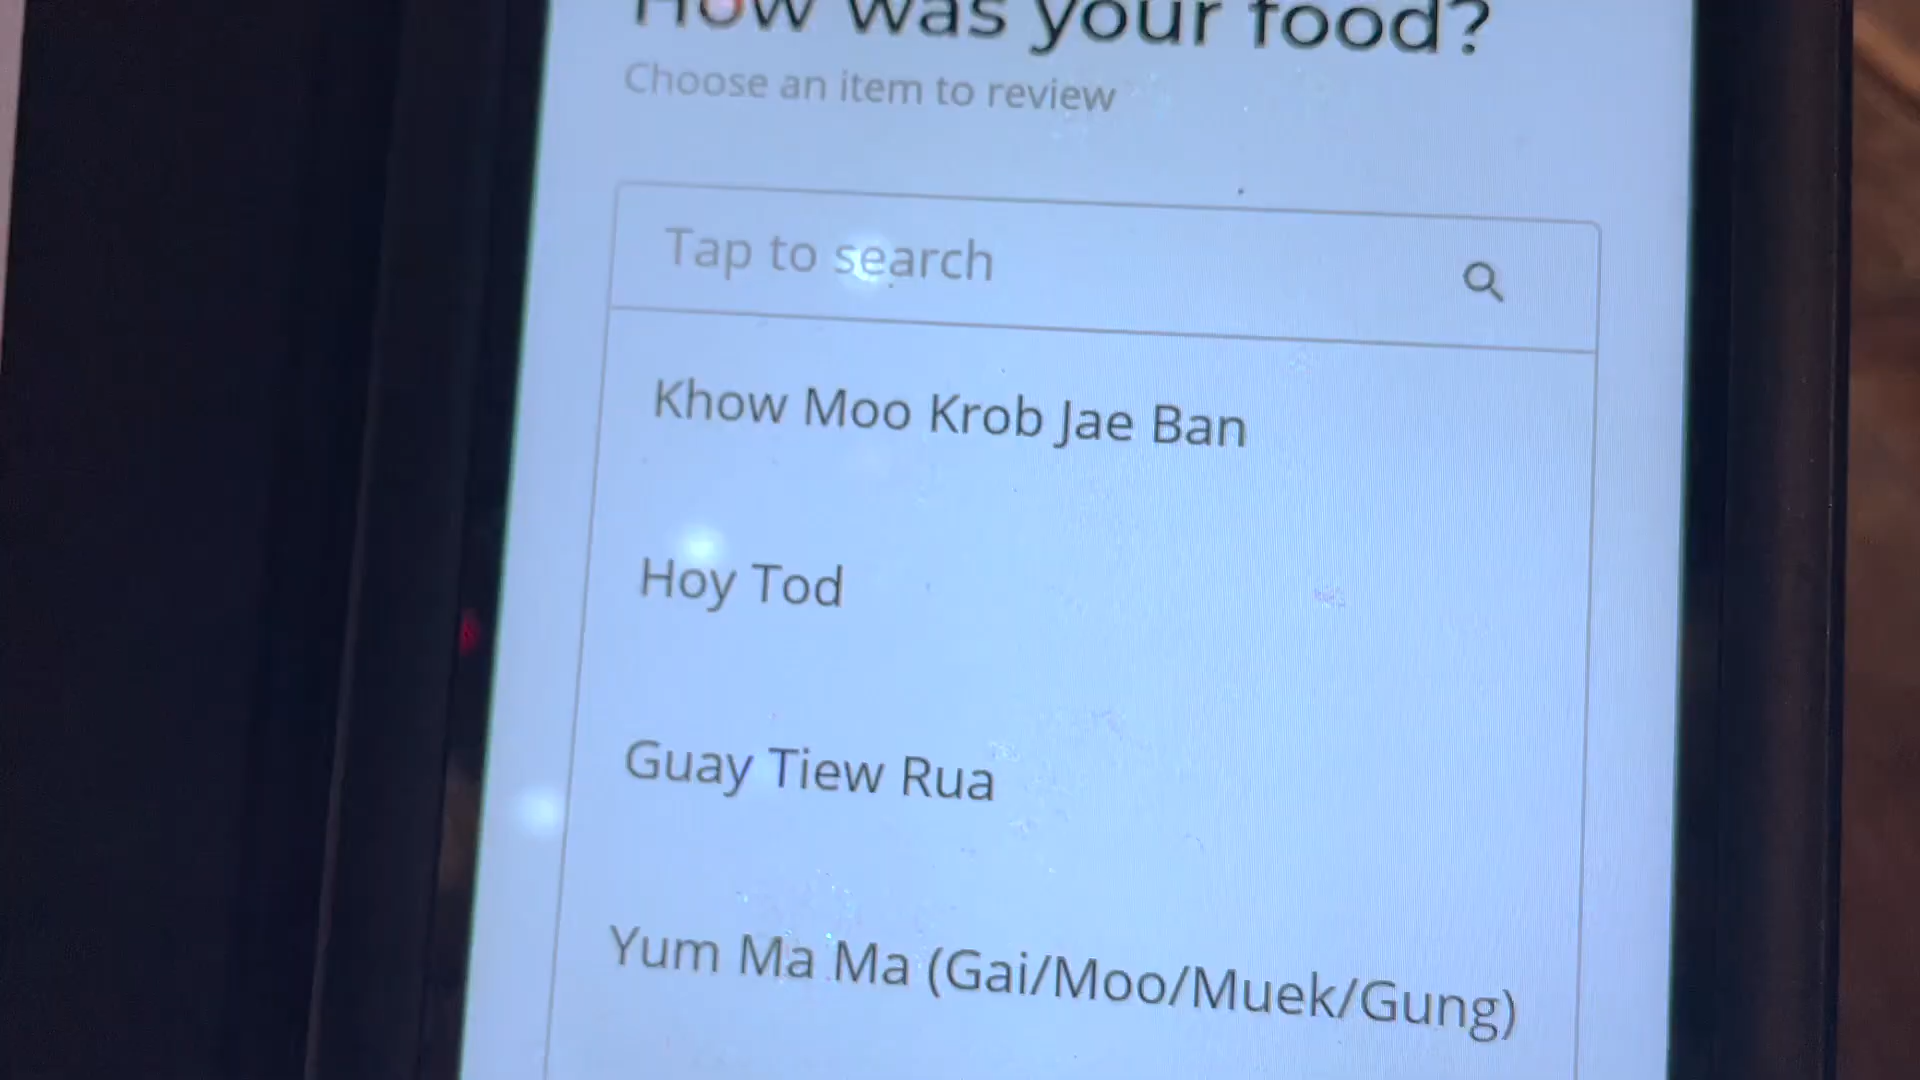 How was your food?
Choose an item to review
Tap to search
Khow Moo Krob Jae Ban
Hoy Tod
Guay Tiew Rua
Yum Ma Ma (Gai/Moo/Muek/Gung)